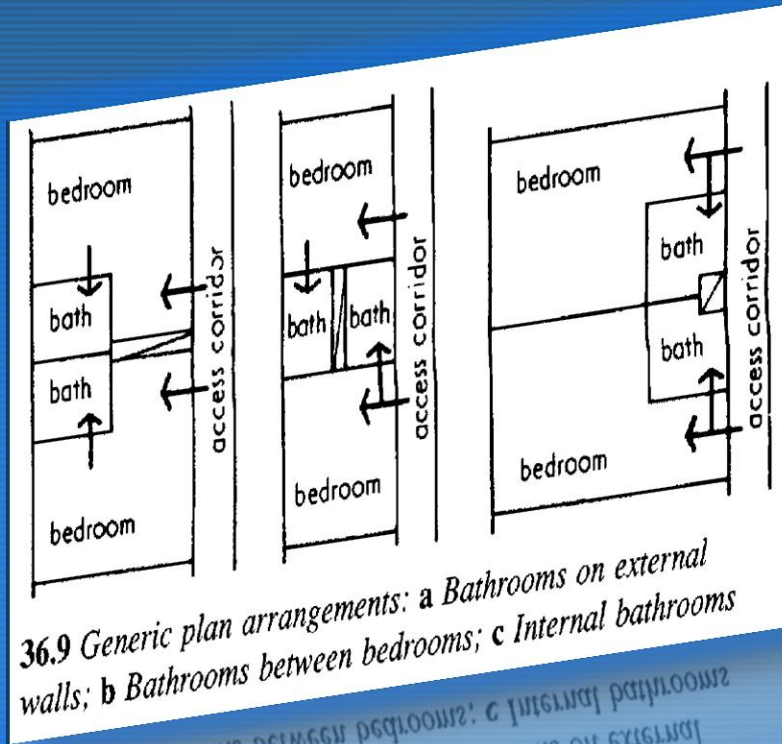 bedroom
bath
bath
bedroom
access corridor
bedroom
bath bath
bedroom
access corridor
bedroom
bath
bath
bedroom
access corridor
36.9 Generic plan arrangements: a Bathrooms on external
walls; b Bathrooms between bedrooms; c Internal bathrooms